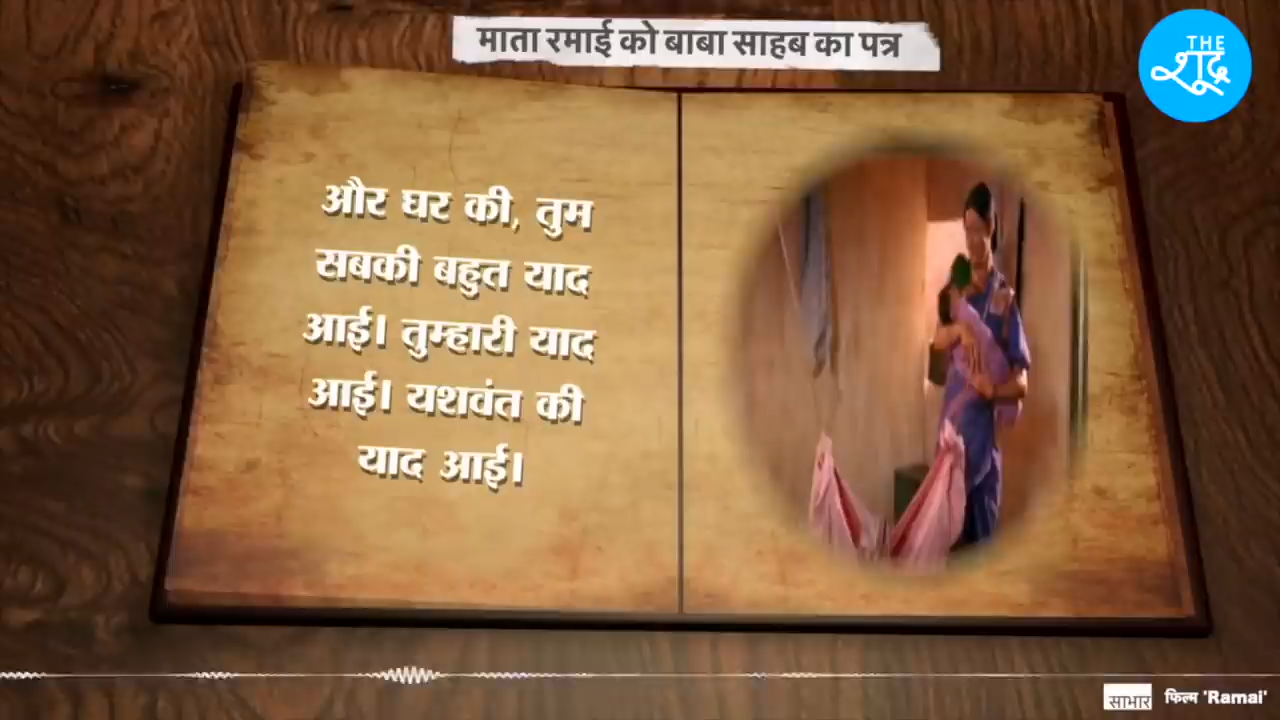 माता रमाई को बाबा साहब का पत्र
THE
शूद्र
और घर की, तुम
सबकी बहुत याद
आई। तुम्हारी याद
आई। यशवंत की
याद आई।
साभार फिल्म 'Ramai'